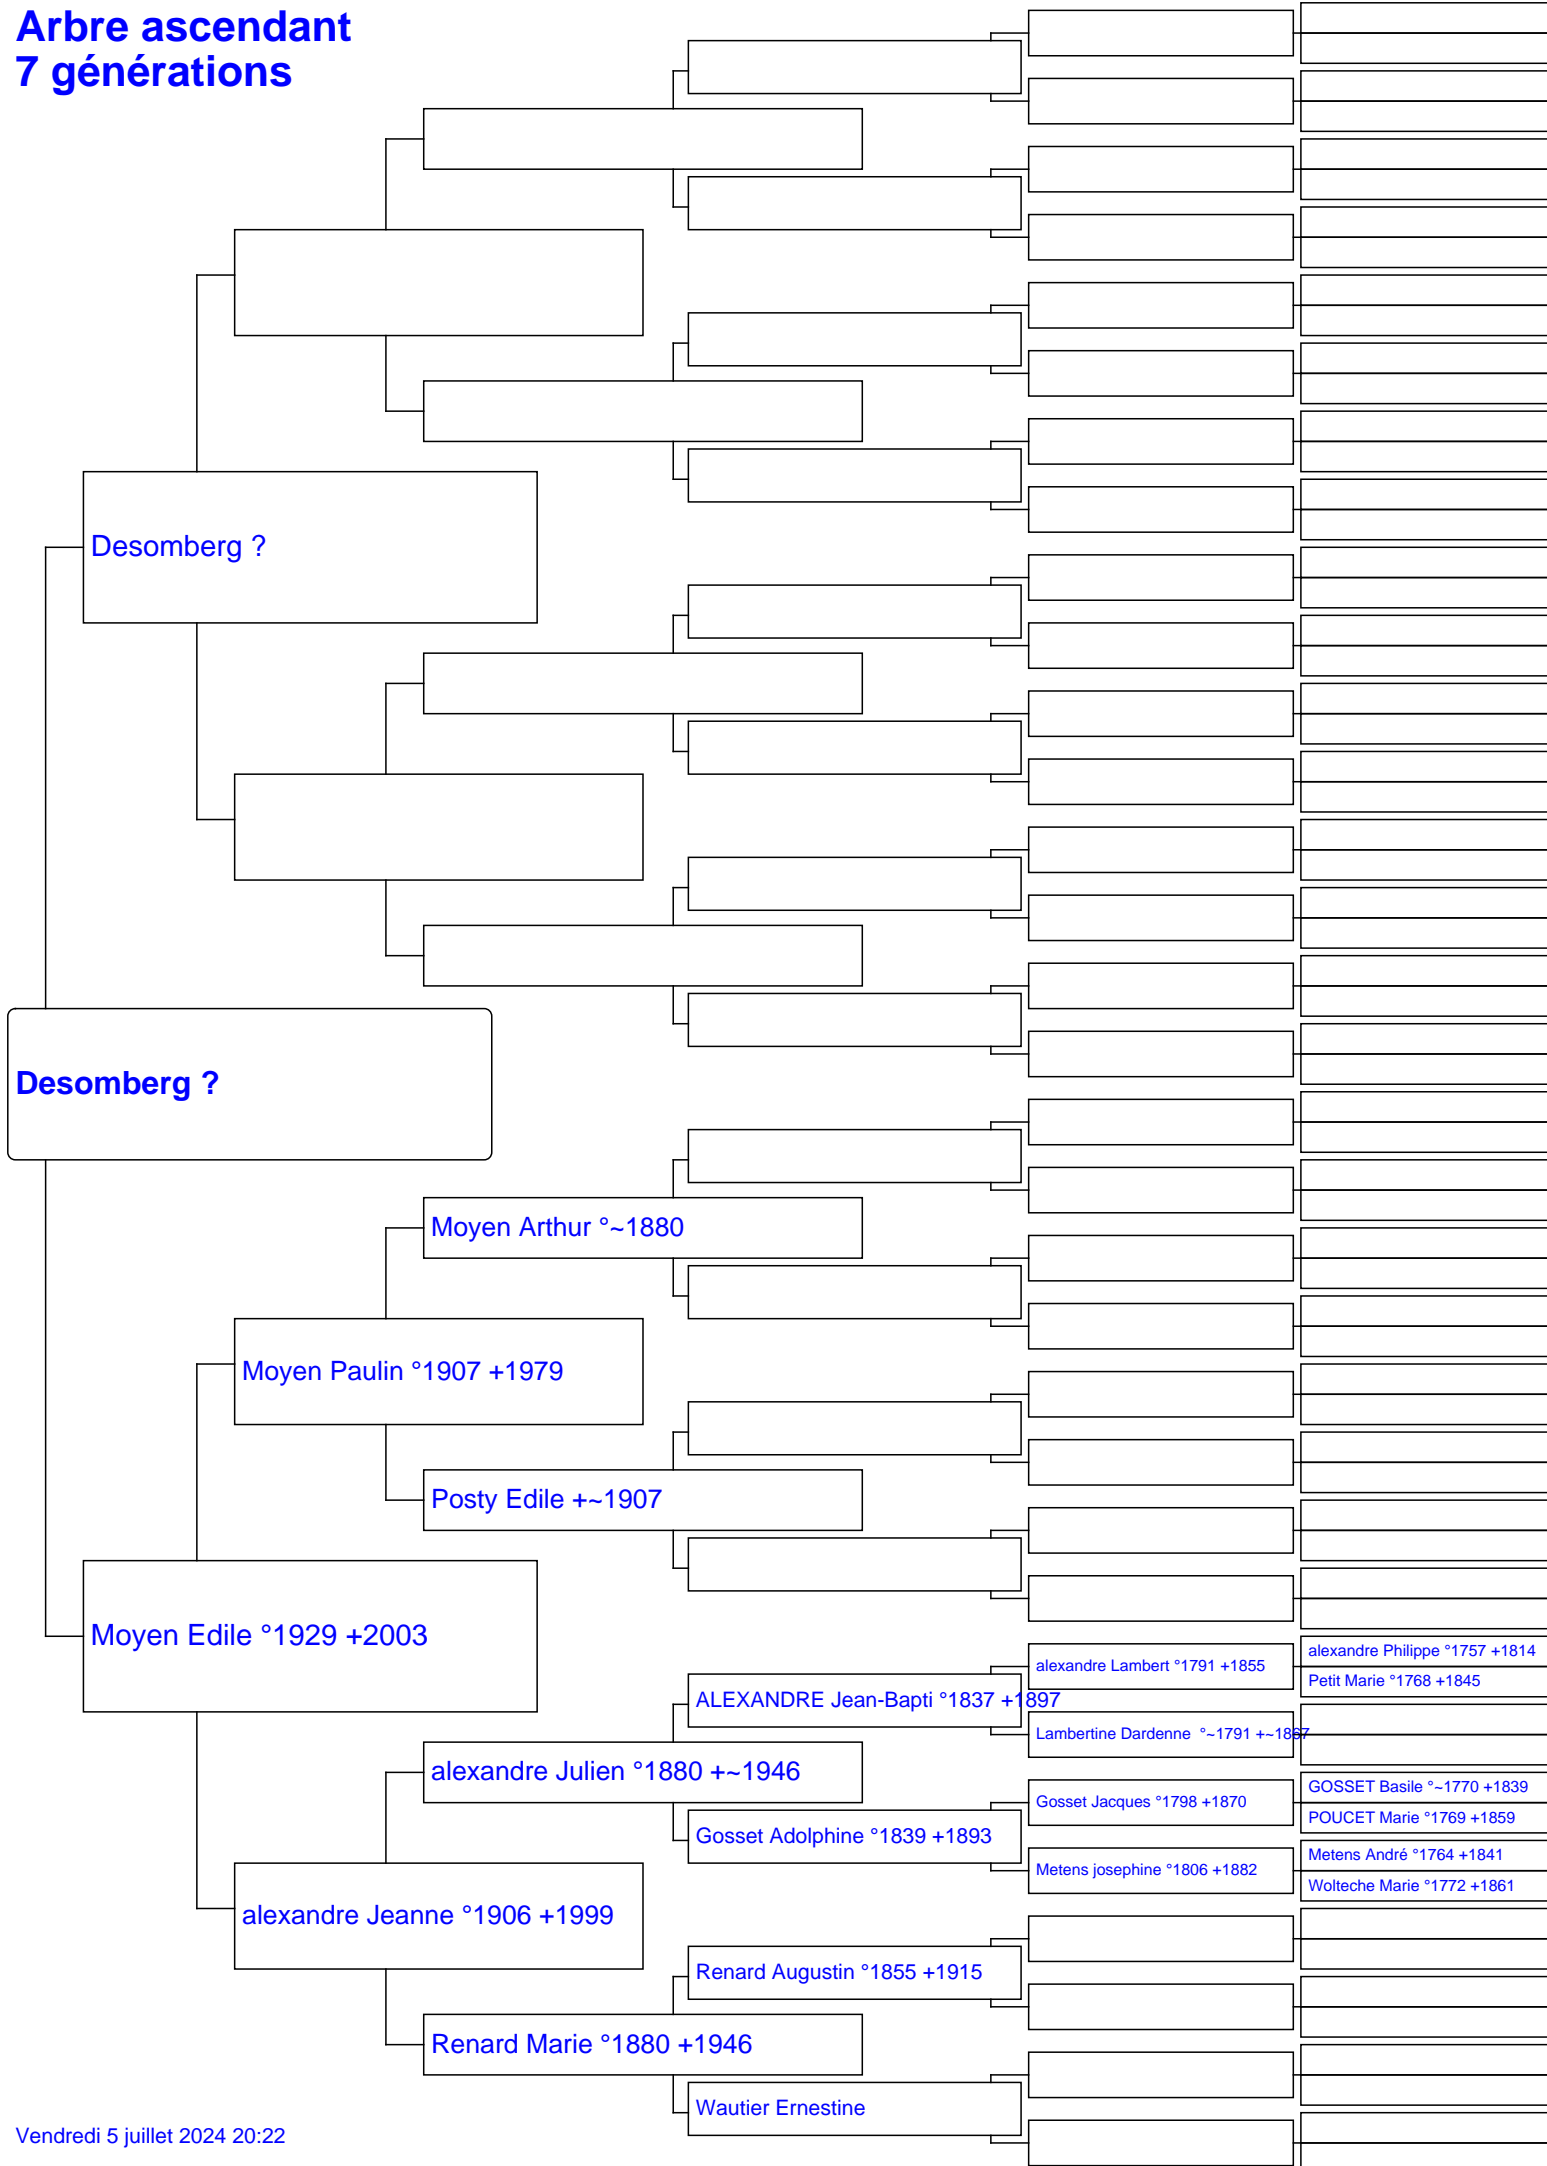 Arbre ascendant
7 générations
Desomberg ?
Desomberg ?
Moyen Arthur °~1880
Moyen Paulin °1907 +1979
Posty Edile +~1907
Moyen Edile °1929 +2003
alexandre Philippe °1757 +1814
alexandre Lambert °1791 +1855
Petit Marie °1768 +1845
ALEXANDRE Jean-Bapti °1837 +1897
Lambertine Dardenne  °~1791 +~1867
alexandre Julien °1880 +~1946
GOSSET Basile °~1770 +1839
Gosset Jacques °1798 +1870
POUCET Marie °1769 +1859
Gosset Adolphine °1839 +1893
Metens André °1764 +1841
Metens josephine °1806 +1882
Wolteche Marie °1772 +1861
alexandre Jeanne °1906 +1999
Renard Augustin °1855 +1915
Renard Marie °1880 +1946
Wautier Ernestine
Vendredi 5 juillet 2024 20:22